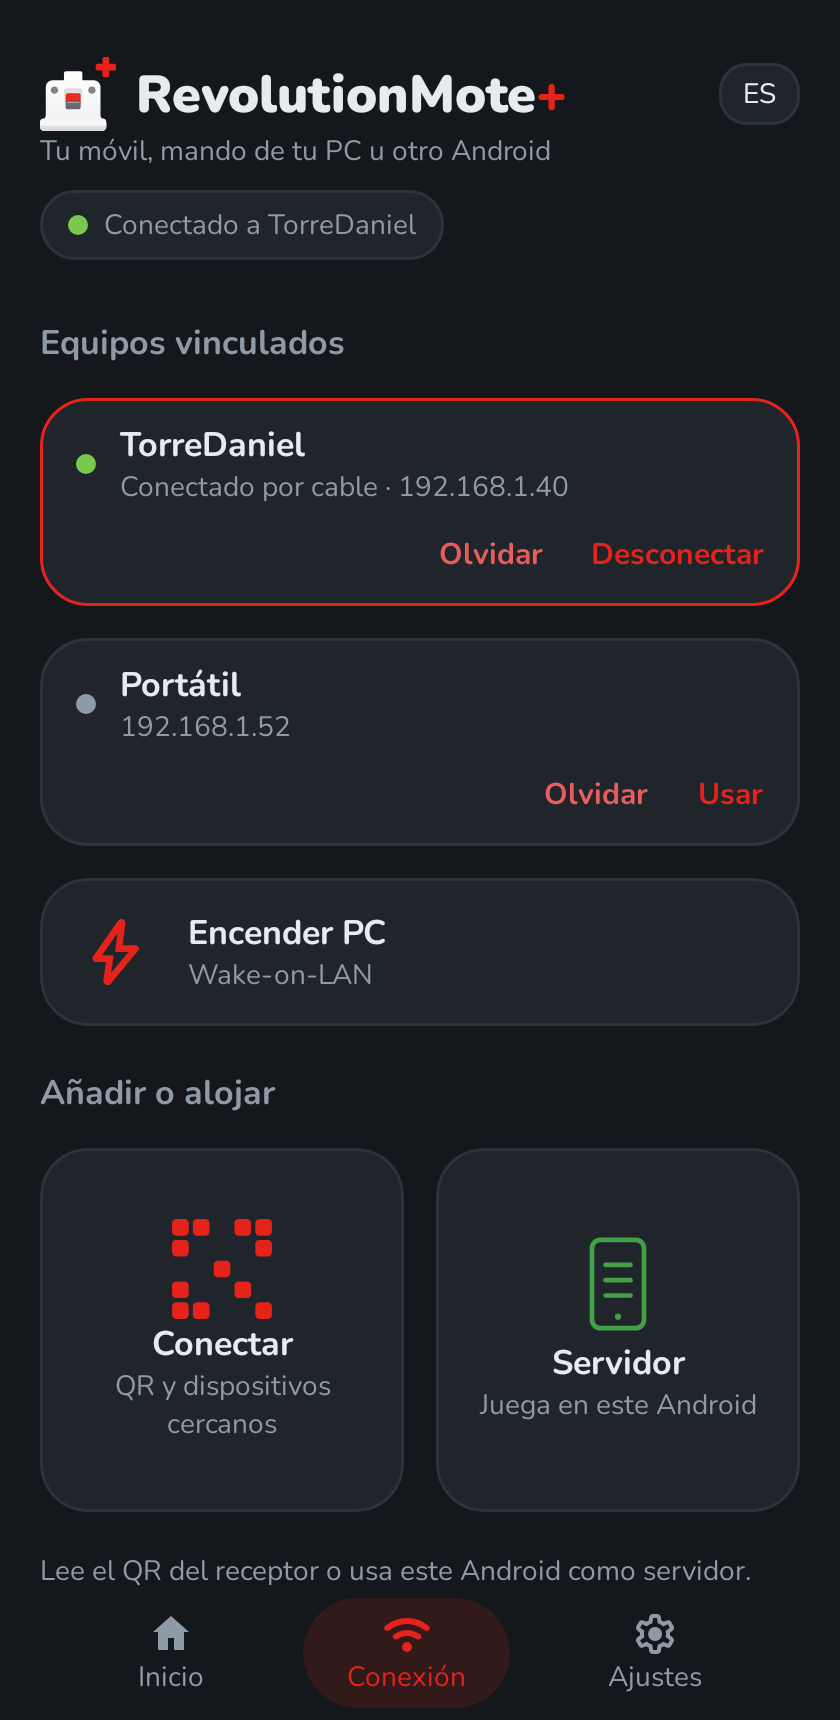 RevolutionMote+
ES
Tu móvil, mando de tu PC u otro Android
Conectado a TorreDaniel
Equipos vinculados
TorreDaniel
Conectado por cable · 192.168.1.40
Olvidar Desconectar
Portátil
192.168.1.52
Olvidar Usar
Encender PC
Wake-on-LAN
Añadir o alojar
Conectar
QR y dispositivos
cercanos
Servidor
Juega en este Android
Lee el QR del receptor o usa este Android como servidor.
Inicio Conexión Ajustes